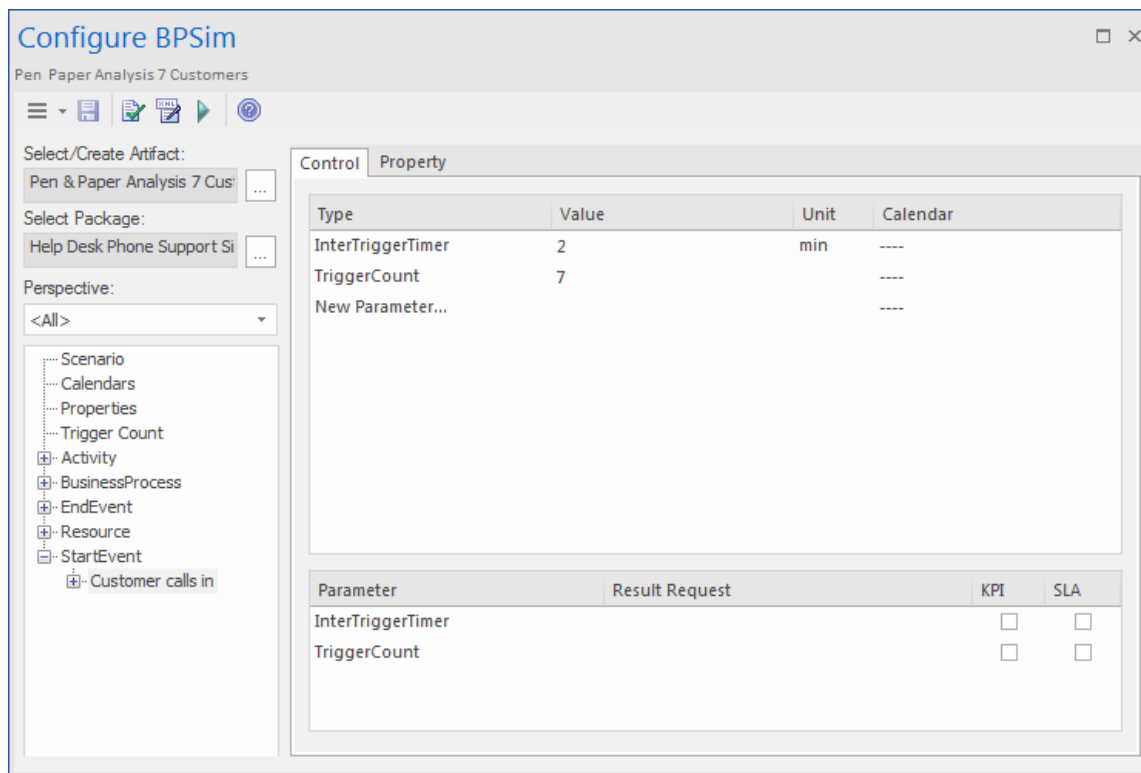 Configure BPSim
Pen Paper Analysis 7 Customers
Select/Create Artifact:
Pen & Paper Analysis 7 Cus
...
Select Package:
Help Desk Phone Support Si
...
Perspective:
<All>
Scenario
Calendars
Properties
Trigger Count
Activity
BusinessProcess
EndEvent
Resource
StartEvent
Customer calls in
Control Property
Type Value Unit Calendar
InterTriggerTimer 2 min ----
TriggerCount 7 ----
New Parameter... ----
Parameter Result Request KPI SLA
InterTriggerTimer
TriggerCount